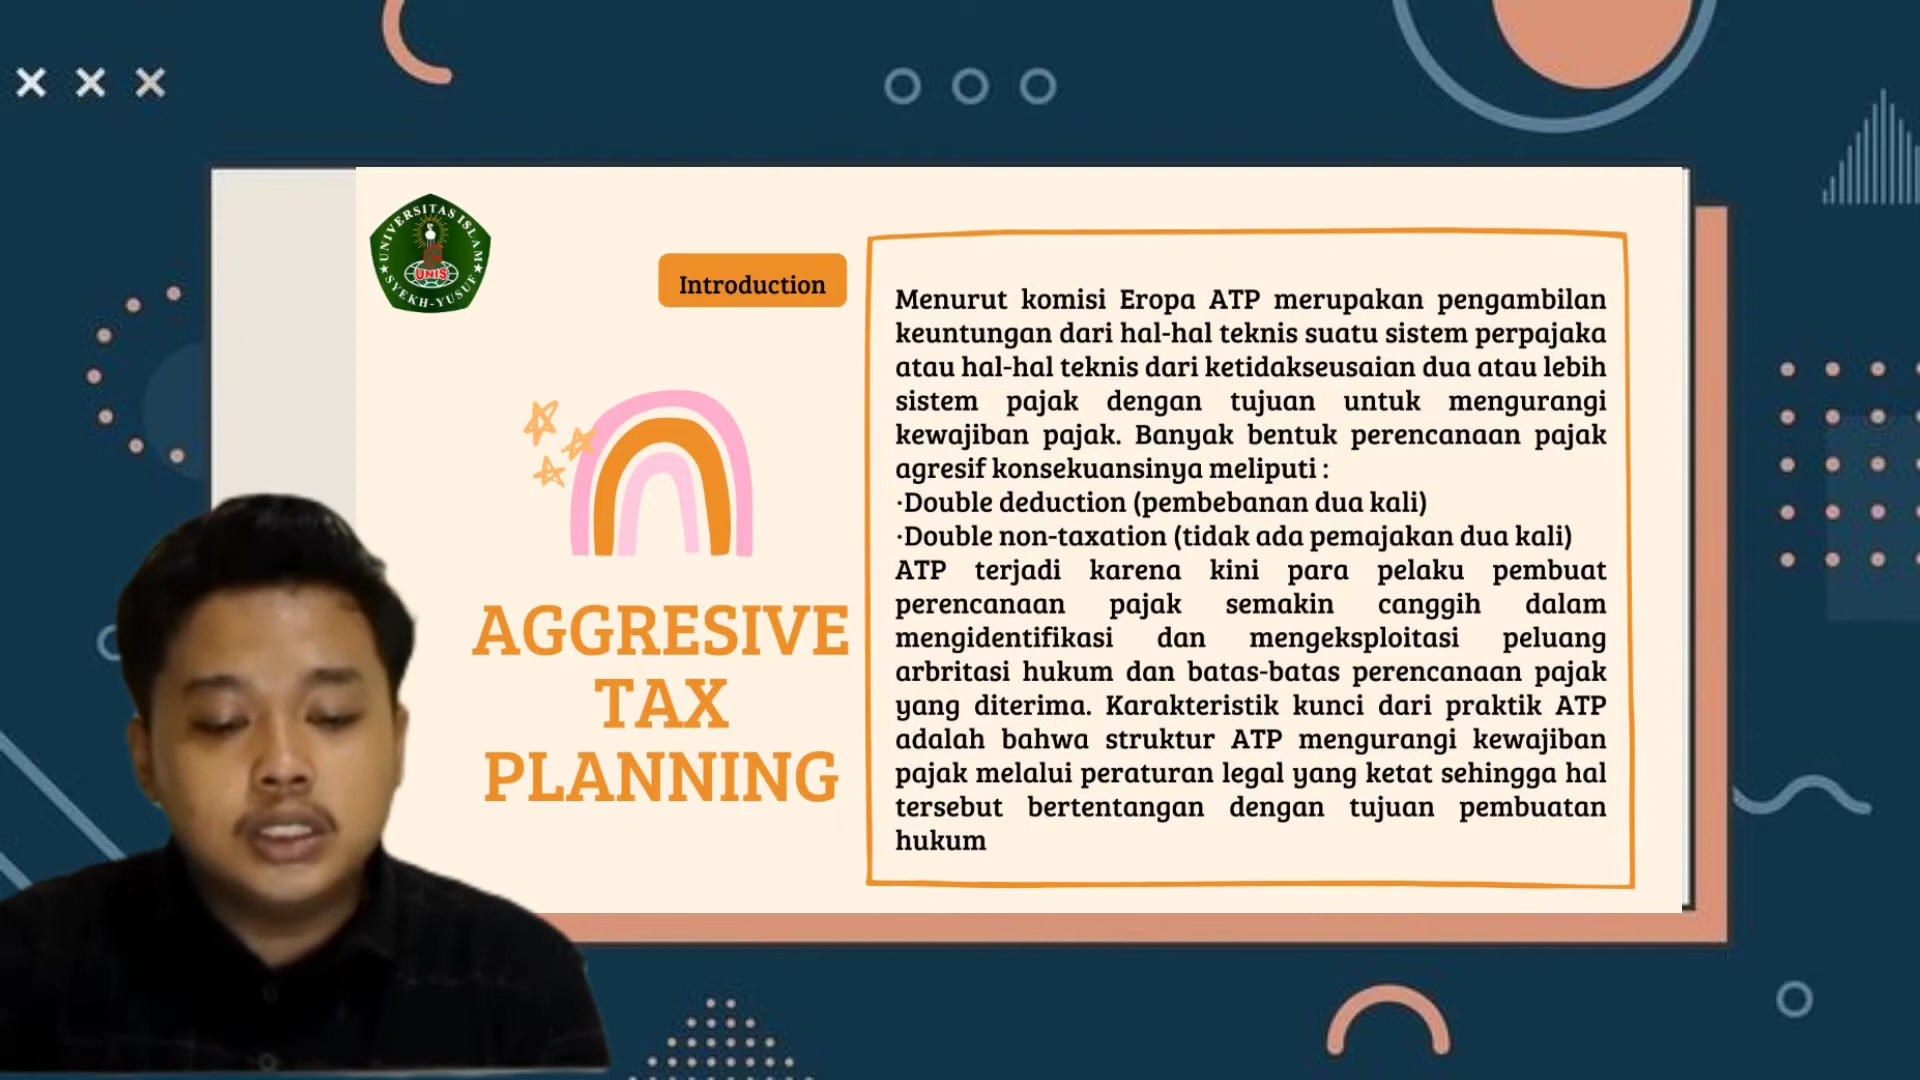 UNIVERSITAS ISLAM
UNIS
SYEKH-YUSUF
Introduction
AGGRESIVE
TAX
PLANNING
Menurut komisi Eropa ATP merupakan pengambilan
keuntungan dari hal-hal teknis suatu sistem perpajaka
atau hal-hal teknis dari ketidakseusaian dua atau lebih
sistem pajak dengan tujuan untuk mengurangi
kewajiban pajak. Banyak bentuk perencanaan pajak
agresif konsekuansinya meliputi :
·Double deduction (pembebanan dua kali)
·Double non-taxation (tidak ada pemajakan dua kali)
ATP terjadi karena kini para pelaku pembuat
perencanaan pajak semakin canggih dalam
mengidentifikasi dan mengeksploitasi peluang
arbritasi hukum dan batas-batas perencanaan pajak
yang diterima. Karakteristik kunci dari praktik ATP
adalah bahwa struktur ATP mengurangi kewajiban
pajak melalui peraturan legal yang ketat sehingga hal
tersebut bertentangan dengan tujuan pembuatan
hukum